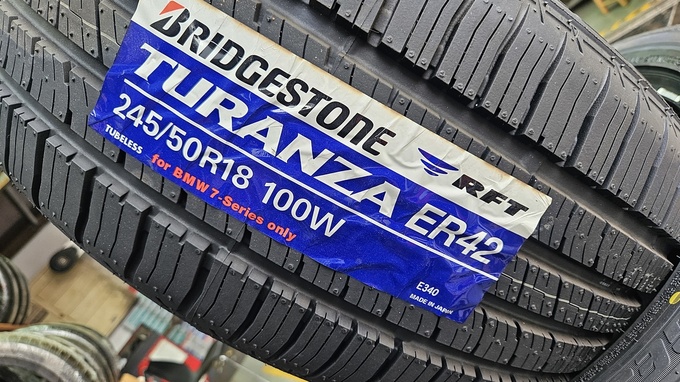 BRIDGESTONE
TURANZA ER42 RFT
245/50R18 100W
TUBELESS for BMW 7-Series only
E340
MADE IN JAPAN